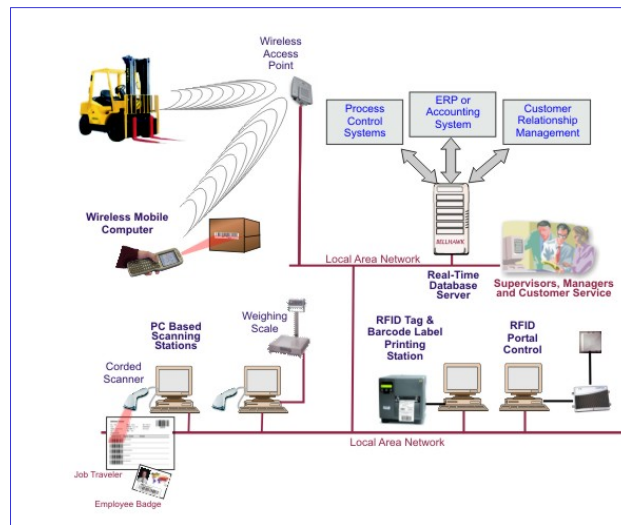 Wireless
Access
Point
Process
Control
Systems
ERP or
Accounting
System
Customer
Relationship
Management
Wireless Mobile
Computer
BELLHAWK
Local Area Network
Real-Time
Database
Server
Supervisors, Managers
and Customer Service
PC Based
Scanning
Stations
Weighing
Scale
RFID Tag &
Barcode Label
Printing
Station
RFID
Portal
Control
Corded
Scanner
Local Area Network
Job Traveler
Employee Badge